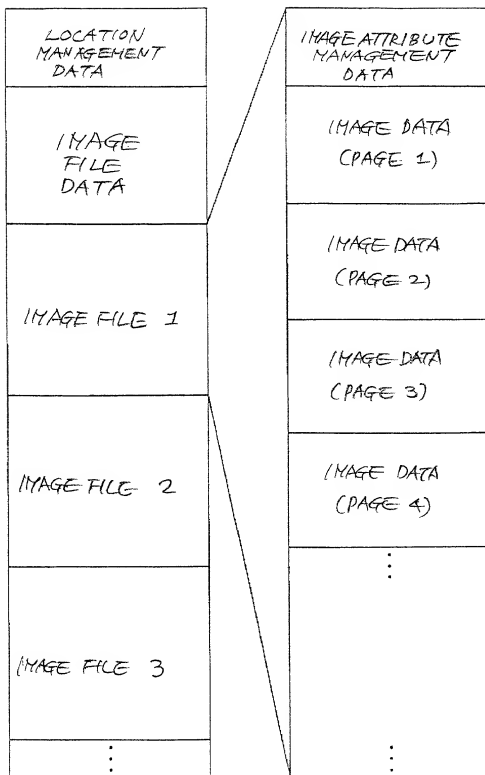 LOCATION
MANAGEMENT
DATA
IMAGE
FILE
DATA
IMAGE FILE 1
IMAGE FILE 2
IMAGE FILE 3
⋮
IMAGE ATTRIBUTE
MANAGEMENT
DATA
IMAGE DATA
(PAGE 1)
IMAGE DATA
(PAGE 2)
IMAGE DATA
(PAGE 3)
IMAGE DATA
(PAGE 4)
⋮
⋮